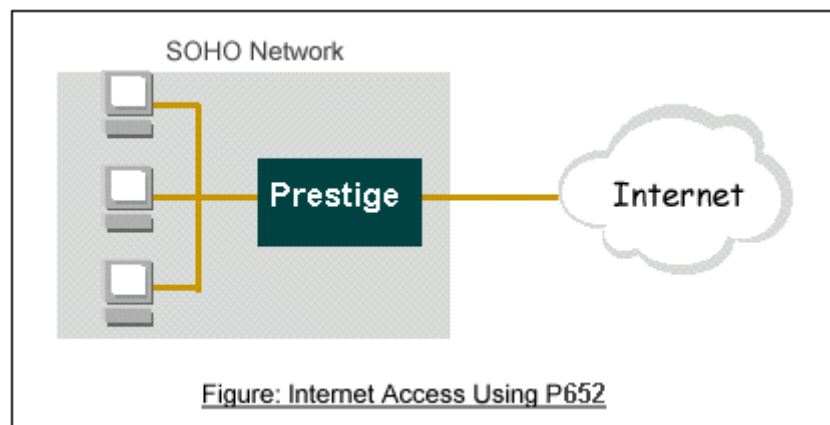 SOHO Network
Prestige
Internet
Figure: Internet Access Using P652